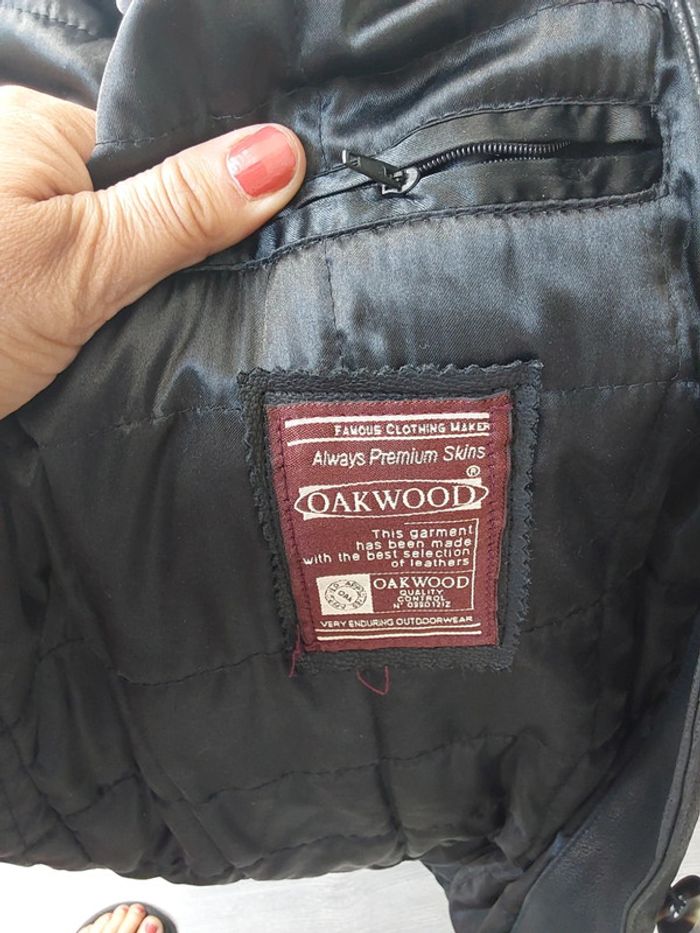 FAMOUS CLOTHING MAKER
Always Premium Skins
®
OAKWOOD
This garment
has been made
with the best selection
of leathers
OAKWOOD
QUALITY
CONTROL
N° 0990121Z
VERY ENDURING OUTDOORWEAR